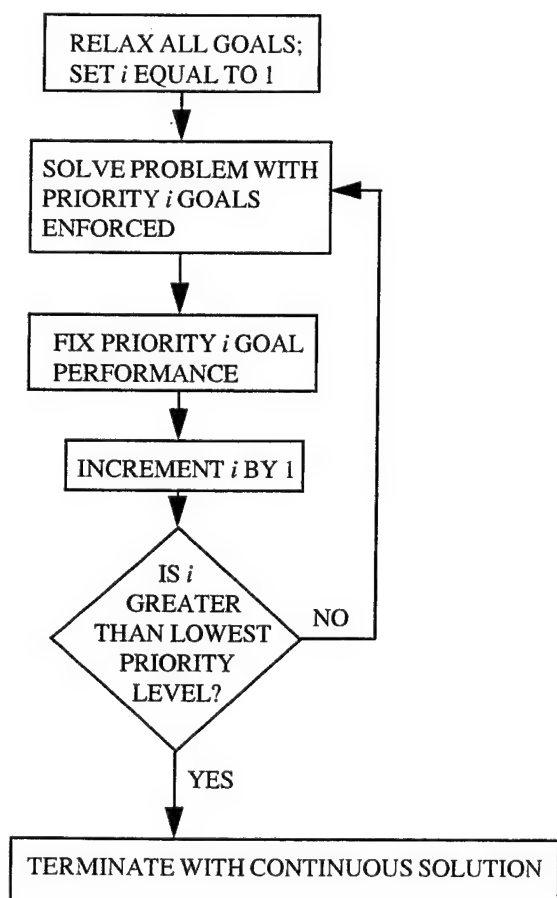 RELAX ALL GOALS;
SET i EQUAL TO 1
SOLVE PROBLEM WITH
PRIORITY i GOALS
ENFORCED
FIX PRIORITY i GOAL
PERFORMANCE
INCREMENT i BY 1
IS i
GREATER
THAN LOWEST
PRIORITY
LEVEL?
NO
YES
TERMINATE WITH CONTINUOUS SOLUTION